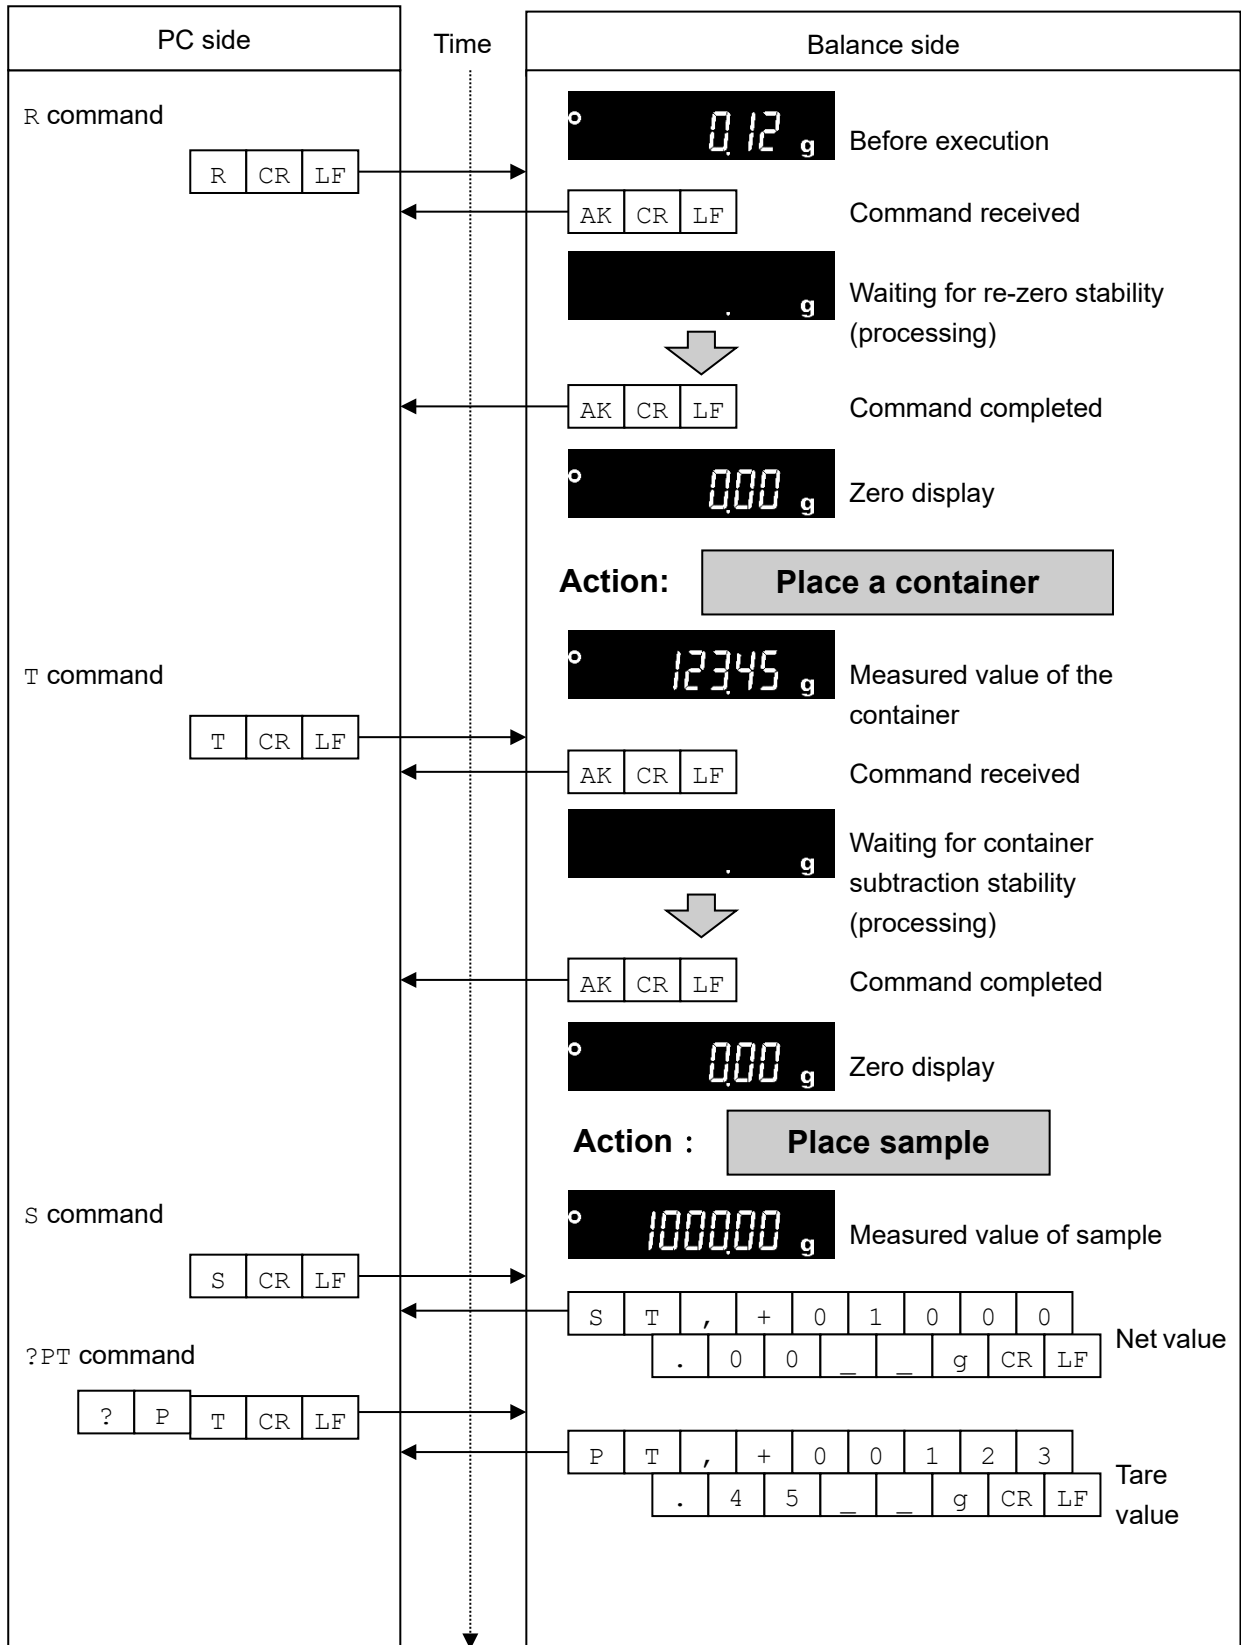 PC side
Time
Balance side
R command
0.12 g
Before execution
R CR LF
AK CR LF
Command received
. g
Waiting for re-zero stability
(processing)
AK CR LF
Command completed
0.00 g
Zero display
Action:
Place a container
T command
123.45 g
Measured value of the
container
T CR LF
AK CR LF
Command received
. g
Waiting for container
subtraction stability
(processing)
AK CR LF
Command completed
0.00 g
Zero display
Action :
Place sample
S command
1000.00 g
Measured value of sample
S CR LF
S T , + 0 1 0 0 0
. 0 0 _ _ g CR LF
Net value
?PT command
? P T CR LF
P T , + 0 0 1 2 3
. 4 5 _ _ g CR LF
Tare
value